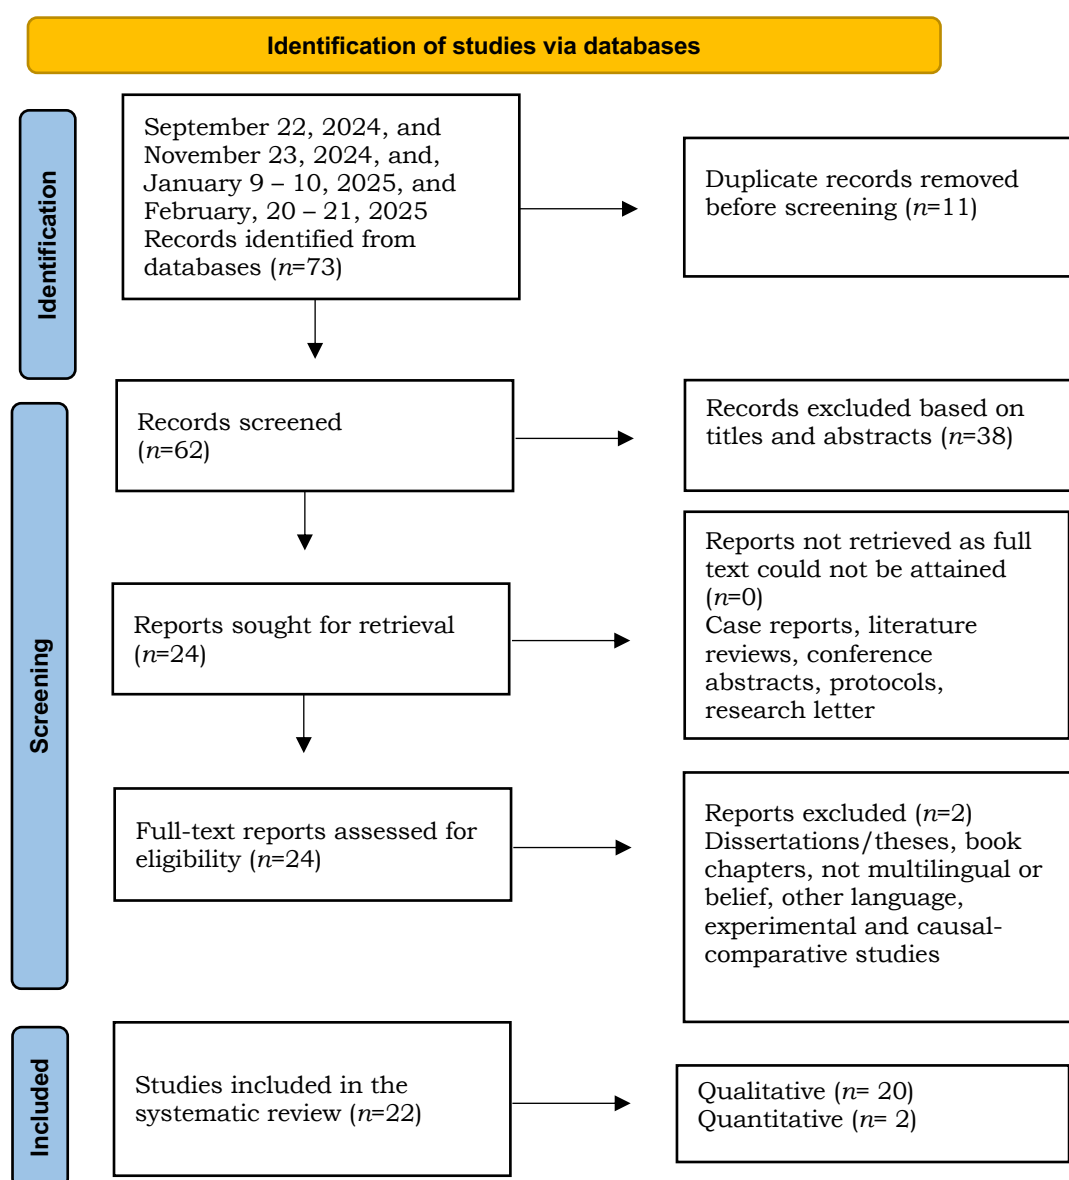 Identification of studies via databases
Identification
September 22, 2024, and
November 23, 2024, and,
January 9 – 10, 2025, and
February, 20 – 21, 2025
Records identified from
databases (n=73)
Duplicate records removed
before screening (n=11)
Screening
Records screened
(n=62)
Records excluded based on
titles and abstracts (n=38)
Reports sought for retrieval
(n=24)
Reports not retrieved as full
text could not be attained
(n=0)
Case reports, literature
reviews, conference
abstracts, protocols,
research letter
Full-text reports assessed for
eligibility (n=24)
Reports excluded (n=2)
Dissertations/theses, book
chapters, not multilingual or
belief, other language,
experimental and causal-
comparative studies
Included
Studies included in the
systematic review (n=22)
Qualitative (n= 20)
Quantitative (n= 2)